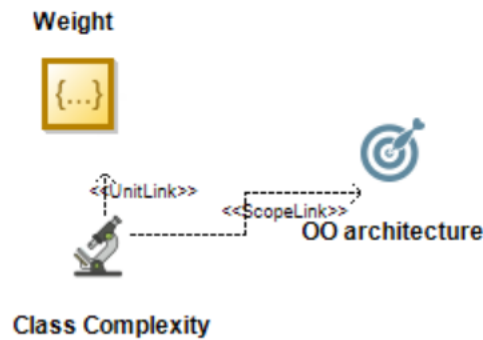 Weight
{...}
<<UnitLink>>
<<ScopeLink>>
OO architecture
Class Complexity